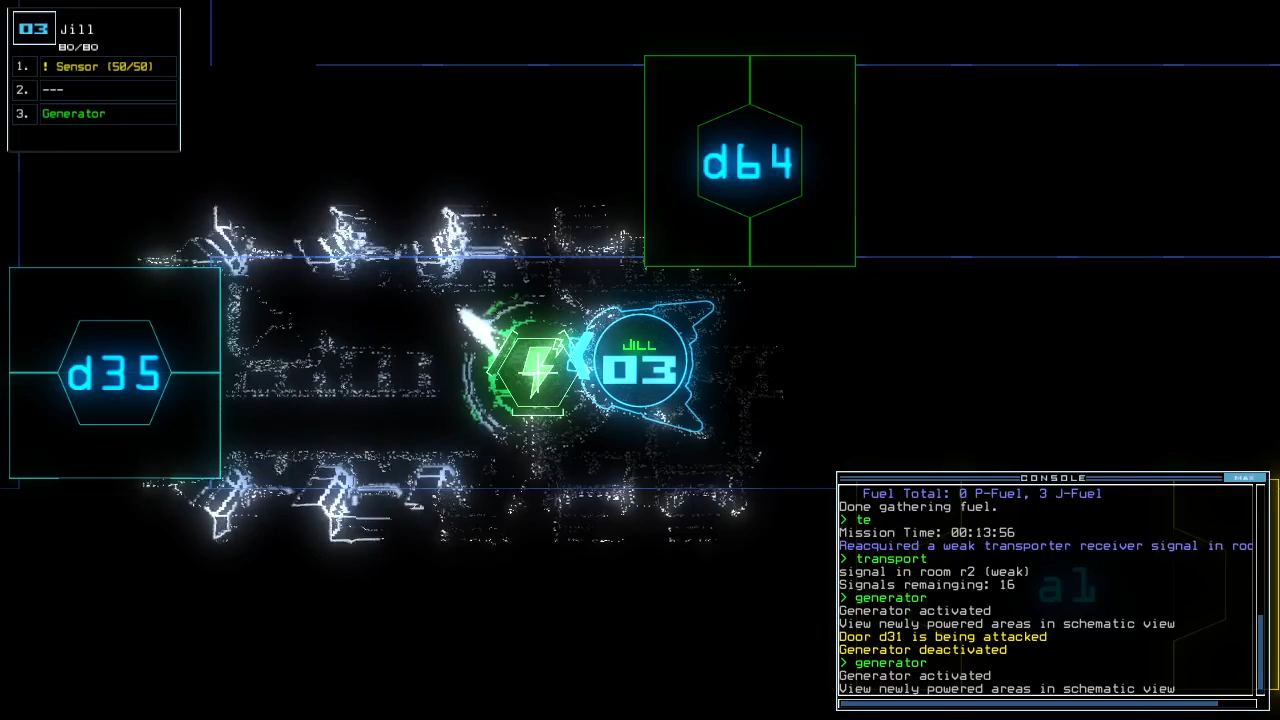 03 Jill
80/80
1. ! Sensor (50/50)
2. ---
3. Generator
d64
d35
JILL
03
CONSOLE
MAX
Fuel Total: 0 P-Fuel, 3 J-Fuel
Done gathering fuel.
> te
Mission Time: 00:13:56
Reacquired a weak transporter receiver signal in roo
> transport
signal in room r2 (weak)
Signals remainging: 16
> generator
Generator activated
View newly powered areas in schematic view
Door d31 is being attacked
Generator deactivated
> generator
Generator activated
View newly powered areas in schematic view
a1